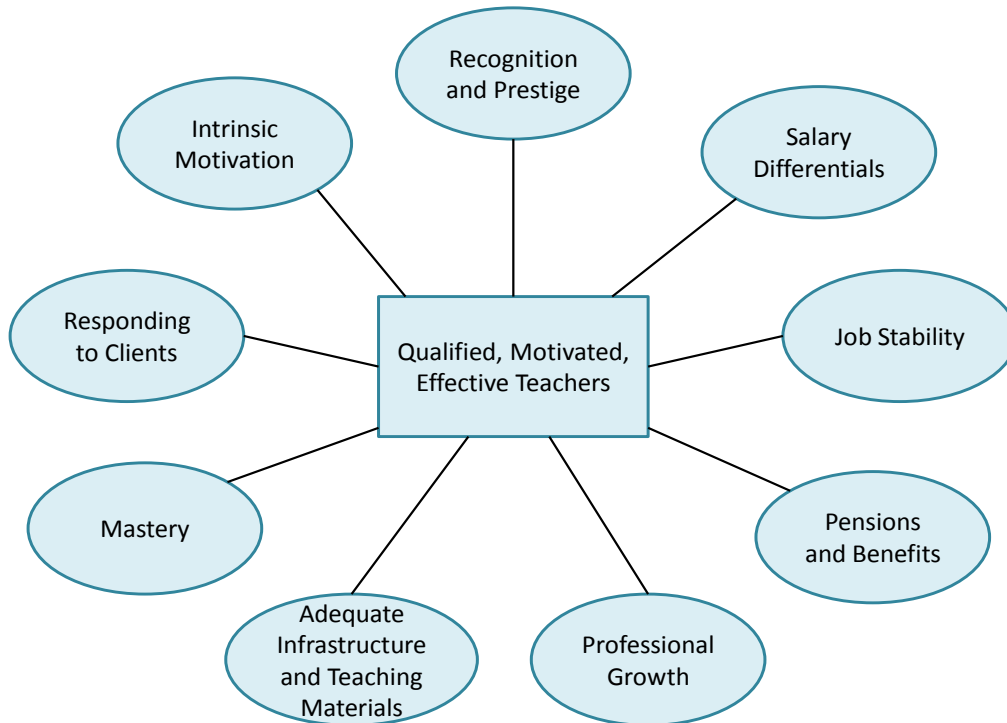 Recognition
and Prestige
Intrinsic
Motivation
Salary
Differentials
Responding
to Clients
Qualified, Motivated,
Effective Teachers
Job Stability
Mastery
Pensions
and Benefits
Adequate
Infrastructure
and Teaching
Materials
Professional
Growth